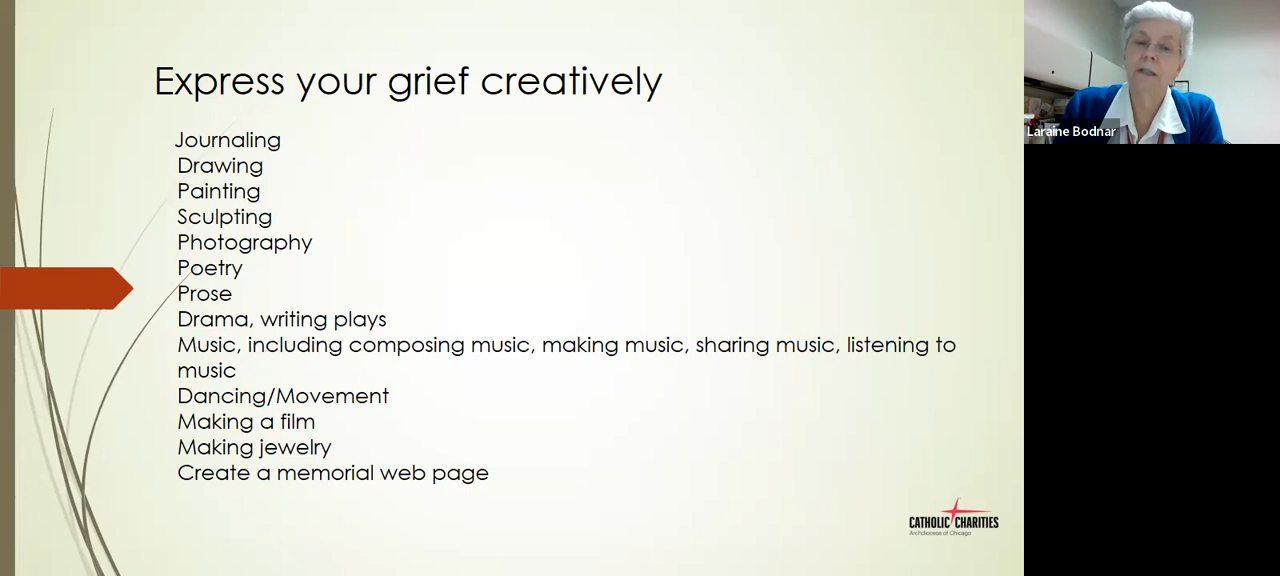 Express your grief creatively
Journaling
Drawing
Painting
Sculpting
Photography
Poetry
Prose
Drama, writing plays
Music, including composing music, making music, sharing music, listening to
music
Dancing/Movement
Making a film
Making jewelry
Create a memorial web page
CATHOLIC CHARITIES
Archdiocese of Chicago
Laraine Bodnar